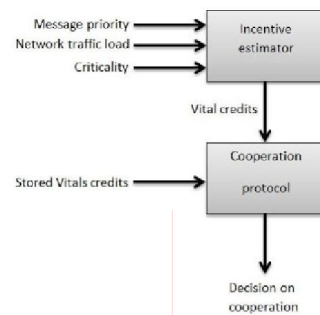 Message priority
Network traffic load
Criticality
Incentive
estimator
Vital credits
Cooperation
protocol
Stored Vitals credits
Decision on
cooperation